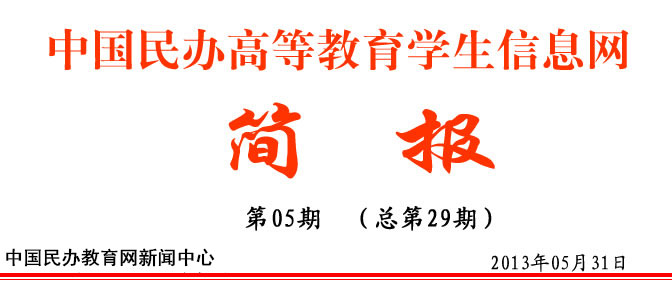 中国民办高等教育学生信息网
简 报
第05期 （总第29期）
中国民办教育网新闻中心 2013年05月31日